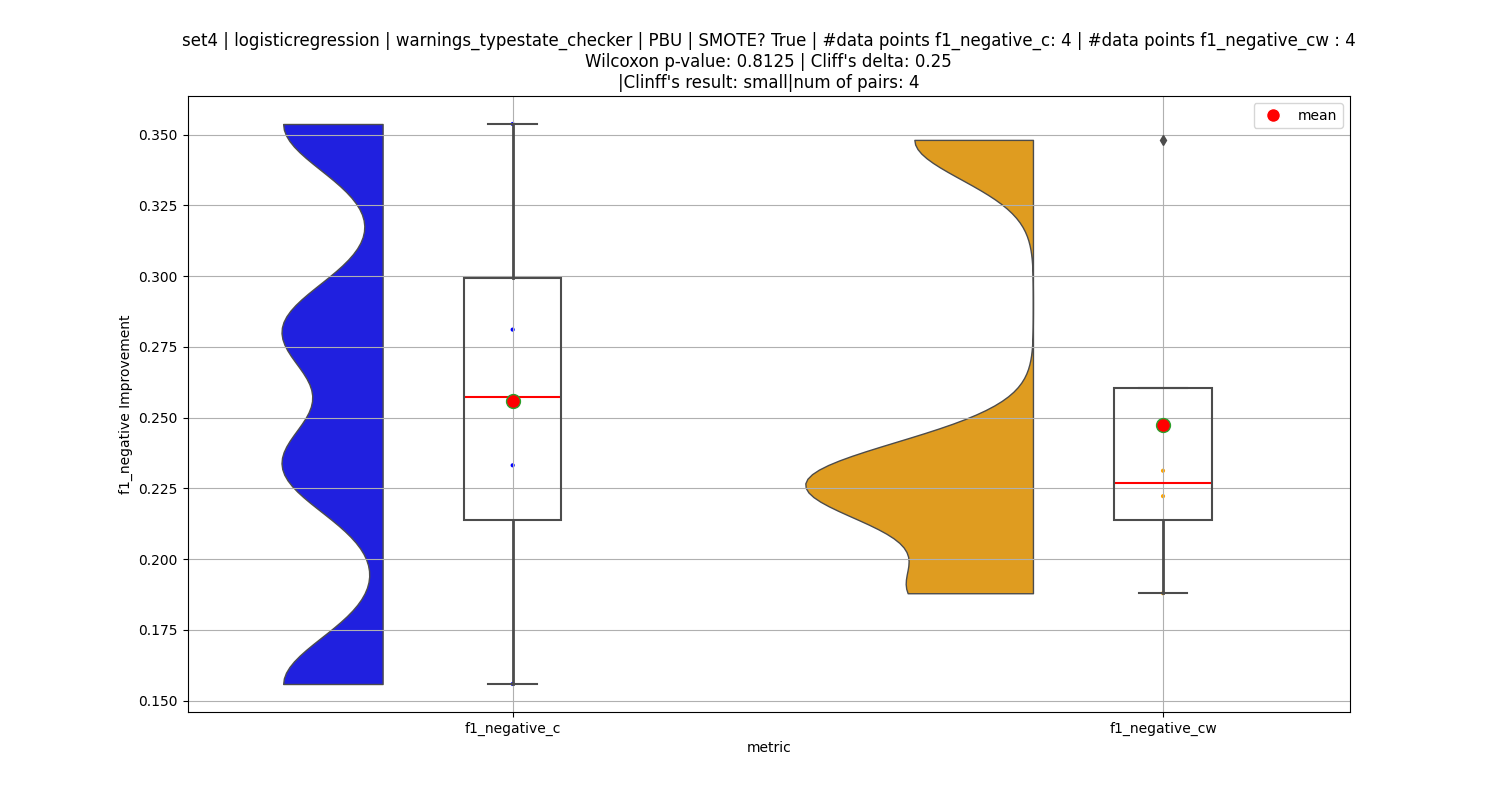 set4 | logisticregression | warnings_typestate_checker | PBU | SMOTE? True | #data points f1_negative_c: 4 | #data points f1_negative_cw : 4
Wilcoxon p-value: 0.8125 | Cliff's delta: 0.25
|Clinff's result: small|num of pairs: 4
mean
0.350
0.325
0.300
0.275
0.250
0.225
0.200
0.175
0.150
f1_negative Improvement
f1_negative_c
f1_negative_cw
metric